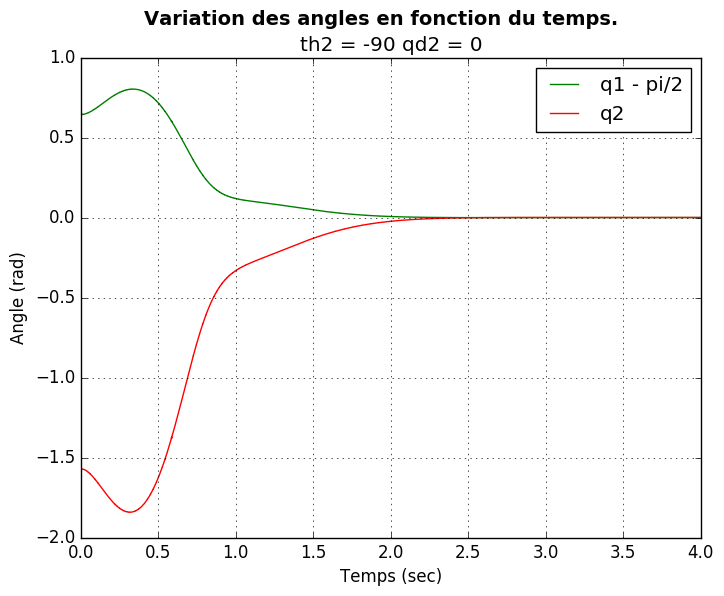 Variation des angles en fonction du temps.
th2 = -90 qd2 = 0
1.0
q1 - pi/2
q2
0.5
0.0
−0.5
−1.0
−1.5
−2.0
Angle (rad)
0.0 0.5 1.0 1.5 2.0 2.5 3.0 3.5 4.0
Temps (sec)